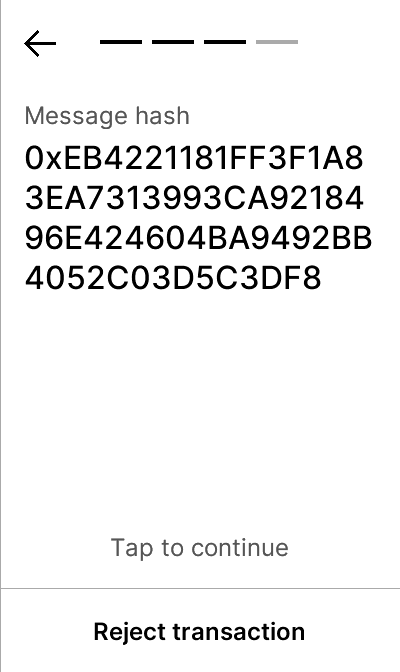 Message hash
0xEB4221181FF3F1A8
3EA7313993CA92184
96E424604BA9492BB
4052C03D5C3DF8
Tap to continue
Reject transaction